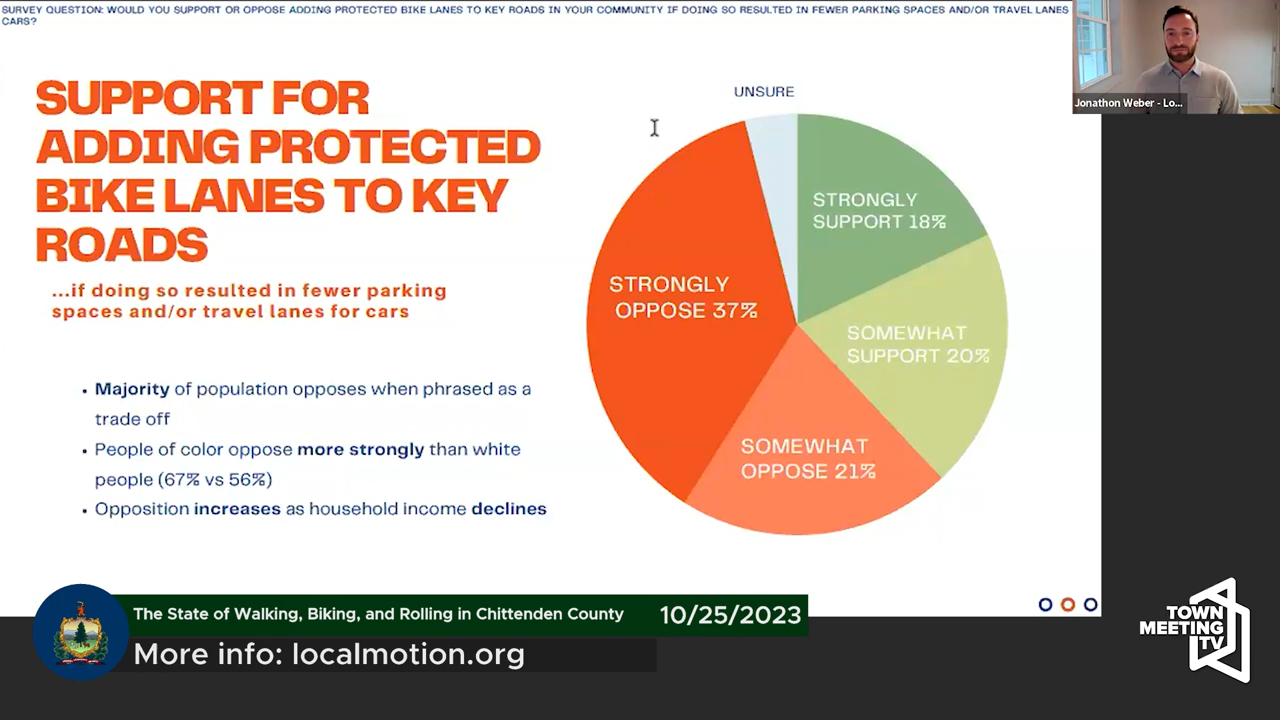 SURVEY QUESTION: WOULD YOU SUPPORT OR OPPOSE ADDING PROTECTED BIKE LANES TO KEY ROADS IN YOUR COMMUNITY IF DOING SO RESULTED IN FEWER PARKING SPACES AND/OR TRAVEL LANES
CARS?
Jonathon Weber - Lo...
SUPPORT FOR
ADDING PROTECTED
BIKE LANES TO KEY
ROADS
...if doing so resulted in fewer parking
spaces and/or travel lanes for cars
• Majority of population opposes when phrased as a
trade off
• People of color oppose more strongly than white
people (67% vs 56%)
• Opposition increases as household income declines
UNSURE
STRONGLY
SUPPORT 18%
STRONGLY
OPPOSE 37%
SOMEWHAT
SUPPORT 20%
SOMEWHAT
OPPOSE 21%
The State of Walking, Biking, and Rolling in Chittenden County 10/25/2023
More info: localmotion.org
TOWN
MEETING
TV